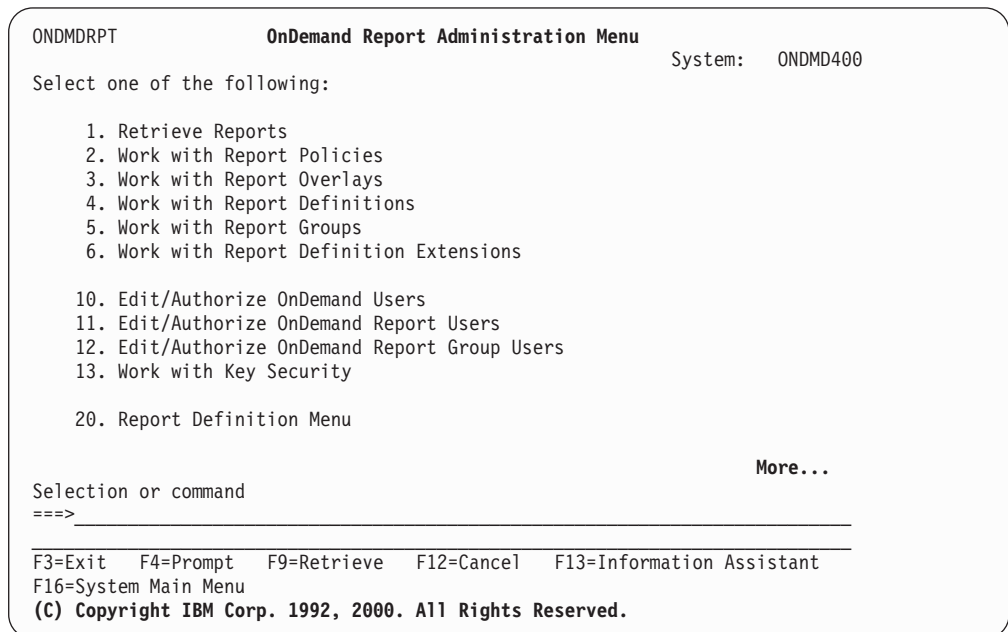 ONDMDRPT OnDemand Report Administration Menu
System: ONDMD400
Select one of the following:
1. Retrieve Reports
2. Work with Report Policies
3. Work with Report Overlays
4. Work with Report Definitions
5. Work with Report Groups
6. Work with Report Definition Extensions
10. Edit/Authorize OnDemand Users
11. Edit/Authorize OnDemand Report Users
12. Edit/Authorize OnDemand Report Group Users
13. Work with Key Security
20. Report Definition Menu
More...
Selection or command
===>
F3=Exit F4=Prompt F9=Retrieve F12=Cancel F13=Information Assistant
F16=System Main Menu
(C) Copyright IBM Corp. 1992, 2000. All Rights Reserved.